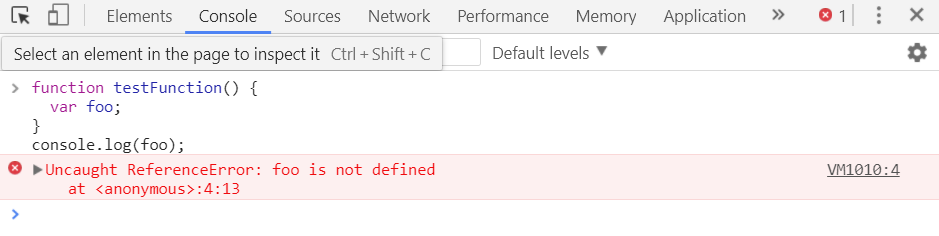 Elements Console Sources Network Performance Memory Application » 1
Select an element in the page to inspect it Ctrl + Shift + C Default levels ▼
function testFunction() {
var foo;
}
console.log(foo);
Uncaught ReferenceError: foo is not defined VM1010:4
at <anonymous>:4:13